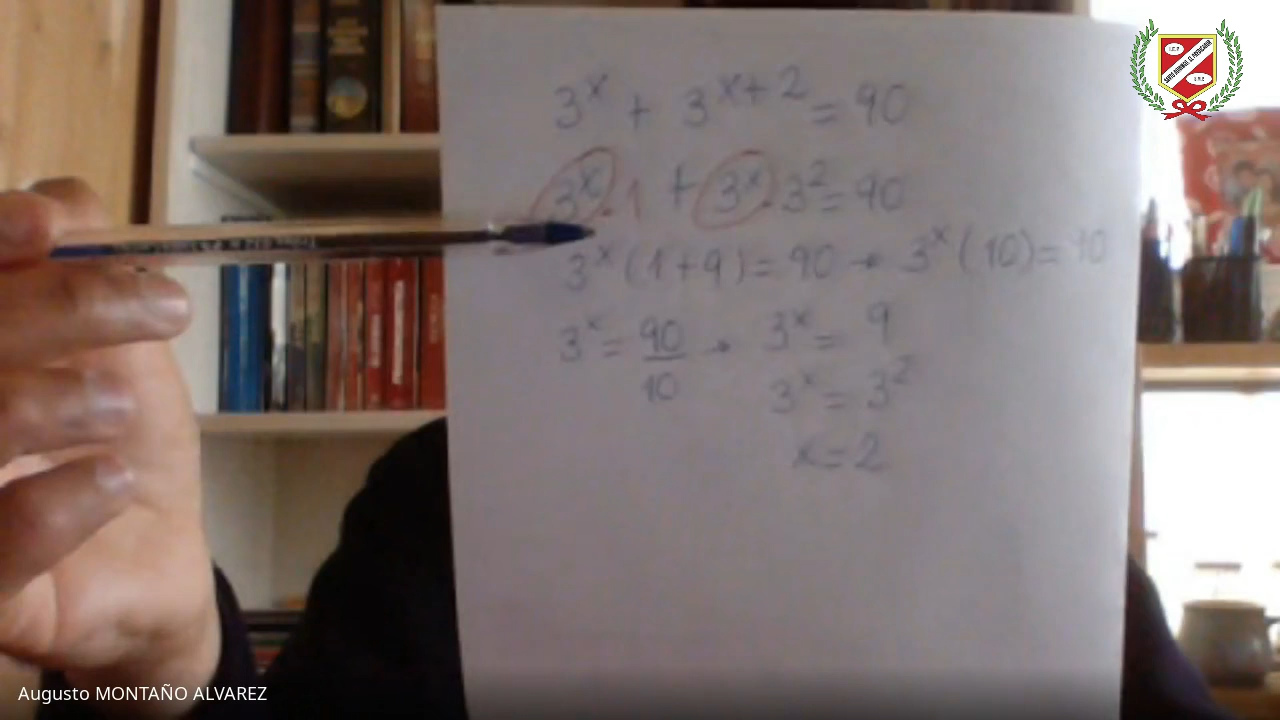 3^x + 3^{x+2} = 90
3^x . 1 + 3^x . 3^2 = 90
3^x (1+9) = 90 → 3^x (10) = 90
3^x = 90/10 → 3^x = 9
3^x = 3^2
x = 2
Augusto MONTAÑO ALVAREZ